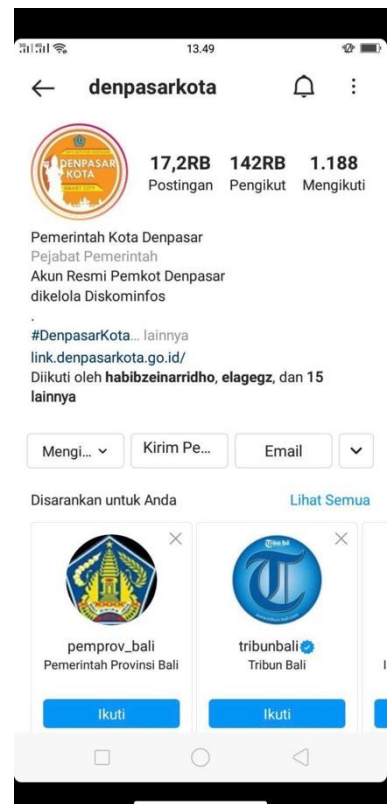 13.49
denpasarkota
DENPASAR
KOTA
17,2RB 142RB 1.188
Postingan Pengikut Mengikuti
Pemerintah Kota Denpasar
Pejabat Pemerintah
Akun Resmi Pemkot Denpasar
dikelola Diskominfos
.
#DenpasarKota... lainnya
link.denpasarkota.go.id/
Diikuti oleh habibzeinarridho, elagegz, dan 15
lainnya
Mengi... Kirim Pe... Email
Disarankan untuk Anda Lihat Semua
Tribun Bali
pemprov_bali tribunbali
Pemerintah Provinsi Bali Tribun Bali
Ikuti Ikuti